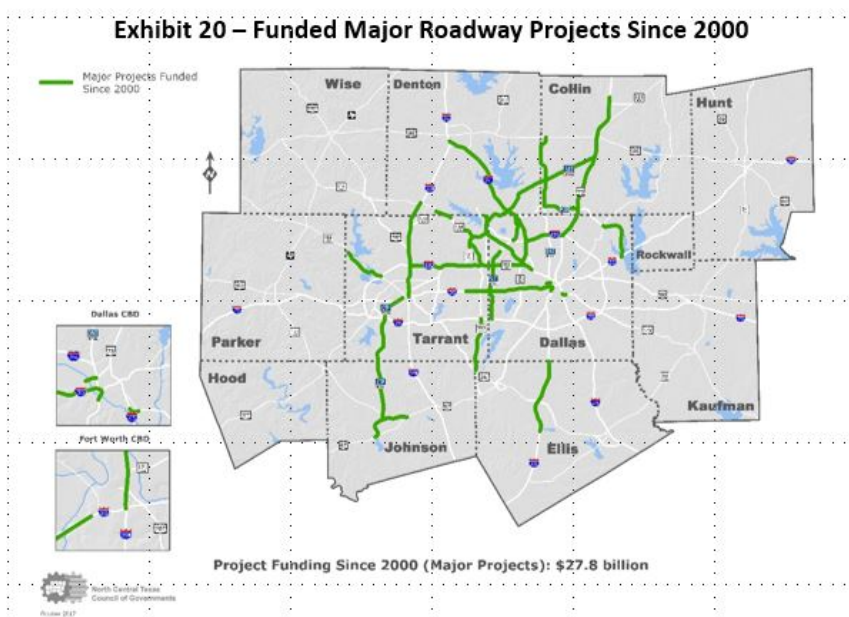 Exhibit 20 – Funded Major Roadway Projects Since 2000
Major Projects Funded
Since 2000
Wise
Denton
Collin
Hunt
N
Rockwall
Parker
Tarrant
Dallas
Hood
Kaufman
Johnson
Ellis
Dallas CBD
Fort Worth CBD
Project Funding Since 2000 (Major Projects): $27.8 billion
North Central Texas
Council of Governments